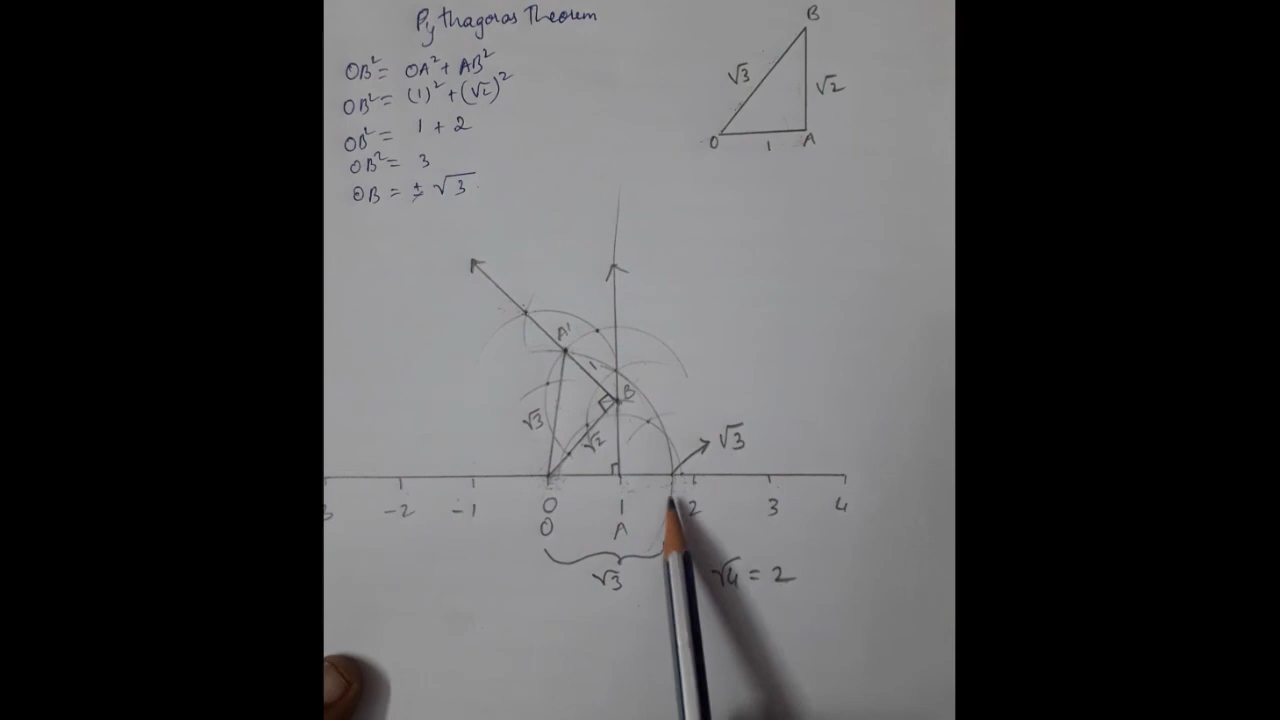 Pythagoras Theorem
OB² = OA² + AB²
OB² = (1)² + (√2)²
OB² = 1 + 2
OB² = 3
OB = ± √3
B
√3
√2
O
1
A
A'
1
B
√3
√2
√3
3 -2 -1 0 1 2 3 4
O A
√3
√4 = 2